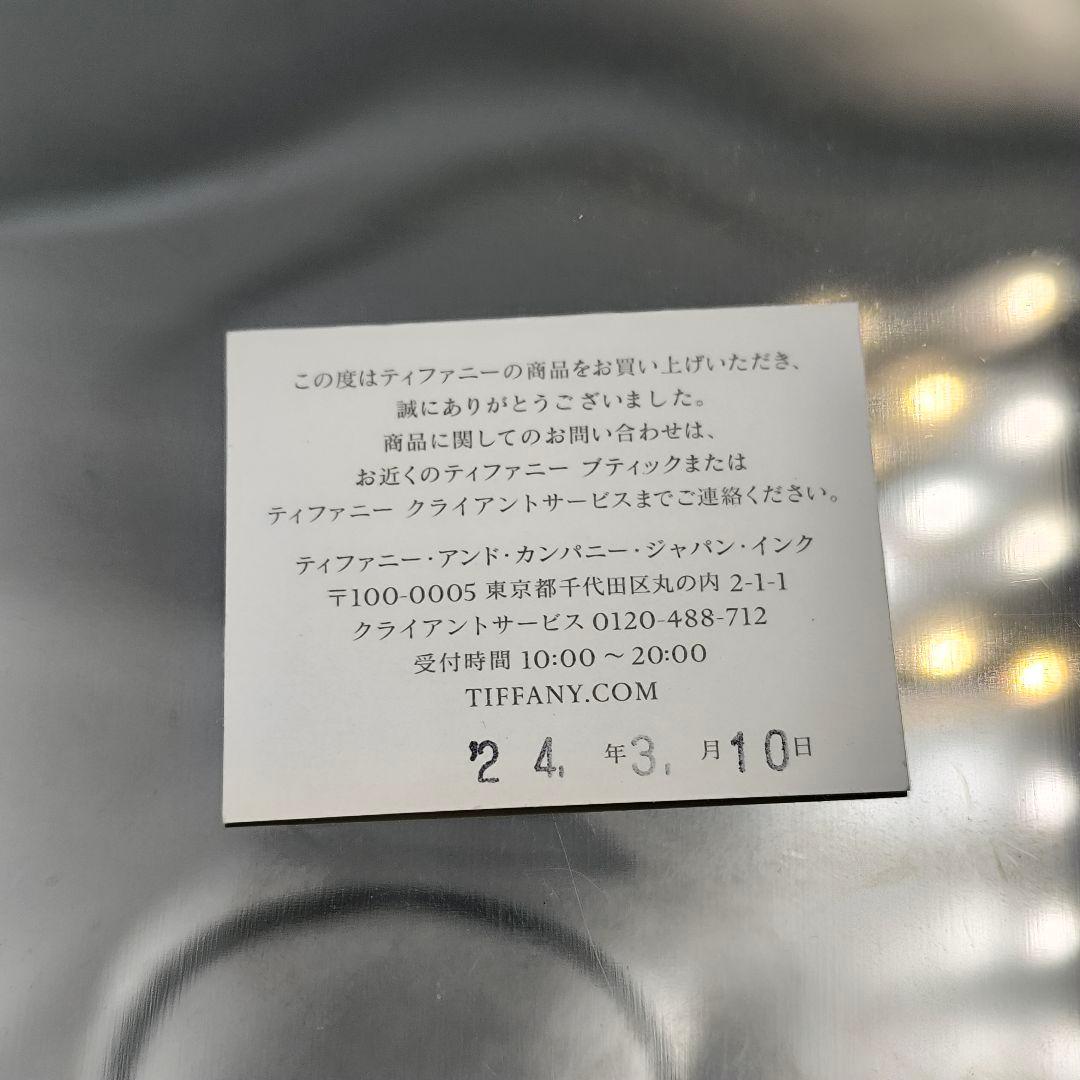 この度はティファニーの商品をお買い上げいただき、
誠にありがとうございました。
商品に関してのお問い合わせは、
お近くのティファニー ブティックまたは
ティファニー クライアントサービスまでご連絡ください。
ティファニー・アンド・カンパニー・ジャパン・インク
〒100-0005 東京都千代田区丸の内 2-1-1
クライアントサービス 0120-488-712
受付時間 10:00 〜 20:00
TIFFANY.COM
'24. 年 3. 月 10 日